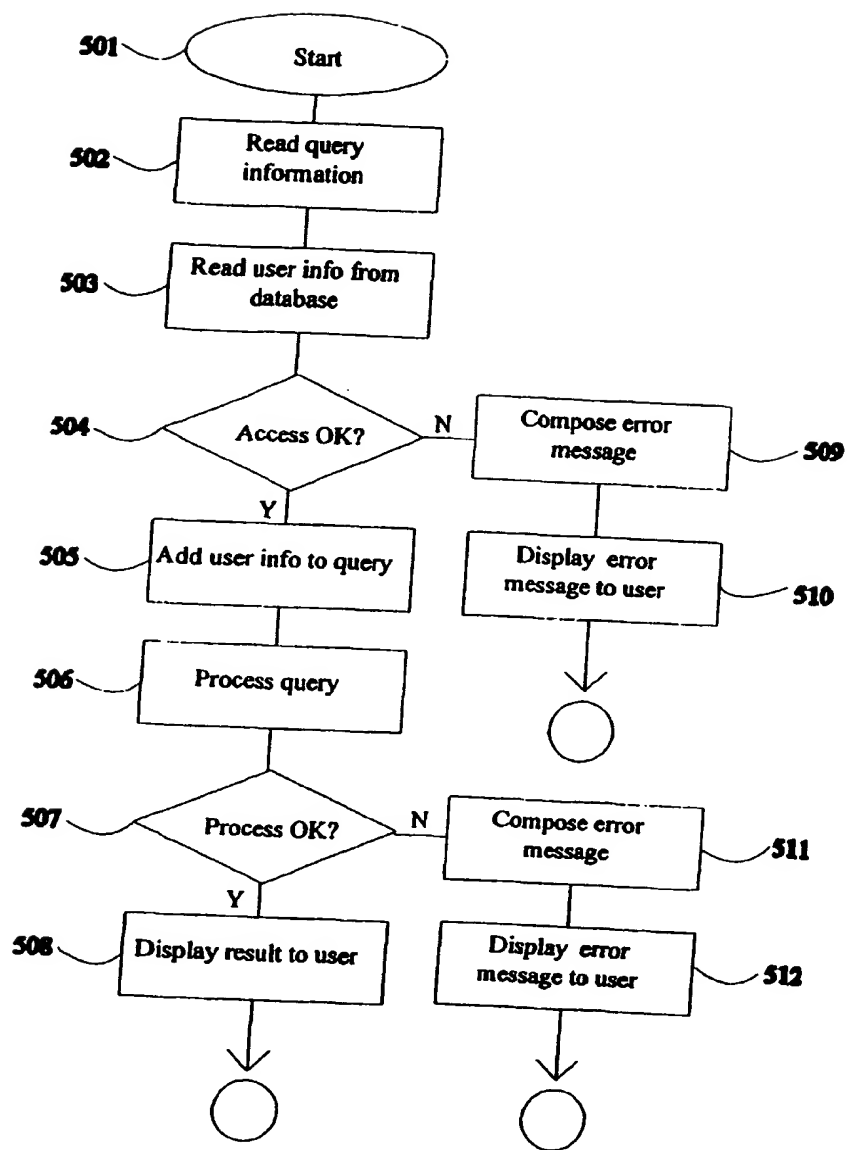 501
Start
502
Read query
information
503
Read user info from
database
504
Access OK?
N
Compose error
message
509
Y
505
Add user info to query
Display error
message to user
510
506
Process query
507
Process OK?
N
Compose error
message
511
Y
508
Display result to user
Display error
message to user
512